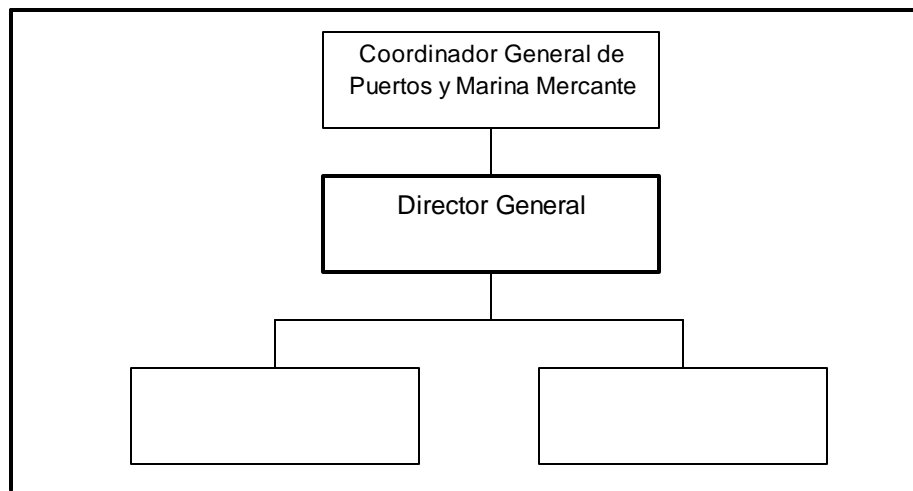 Coordinador General de
Puertos y Marina Mercante
Director General